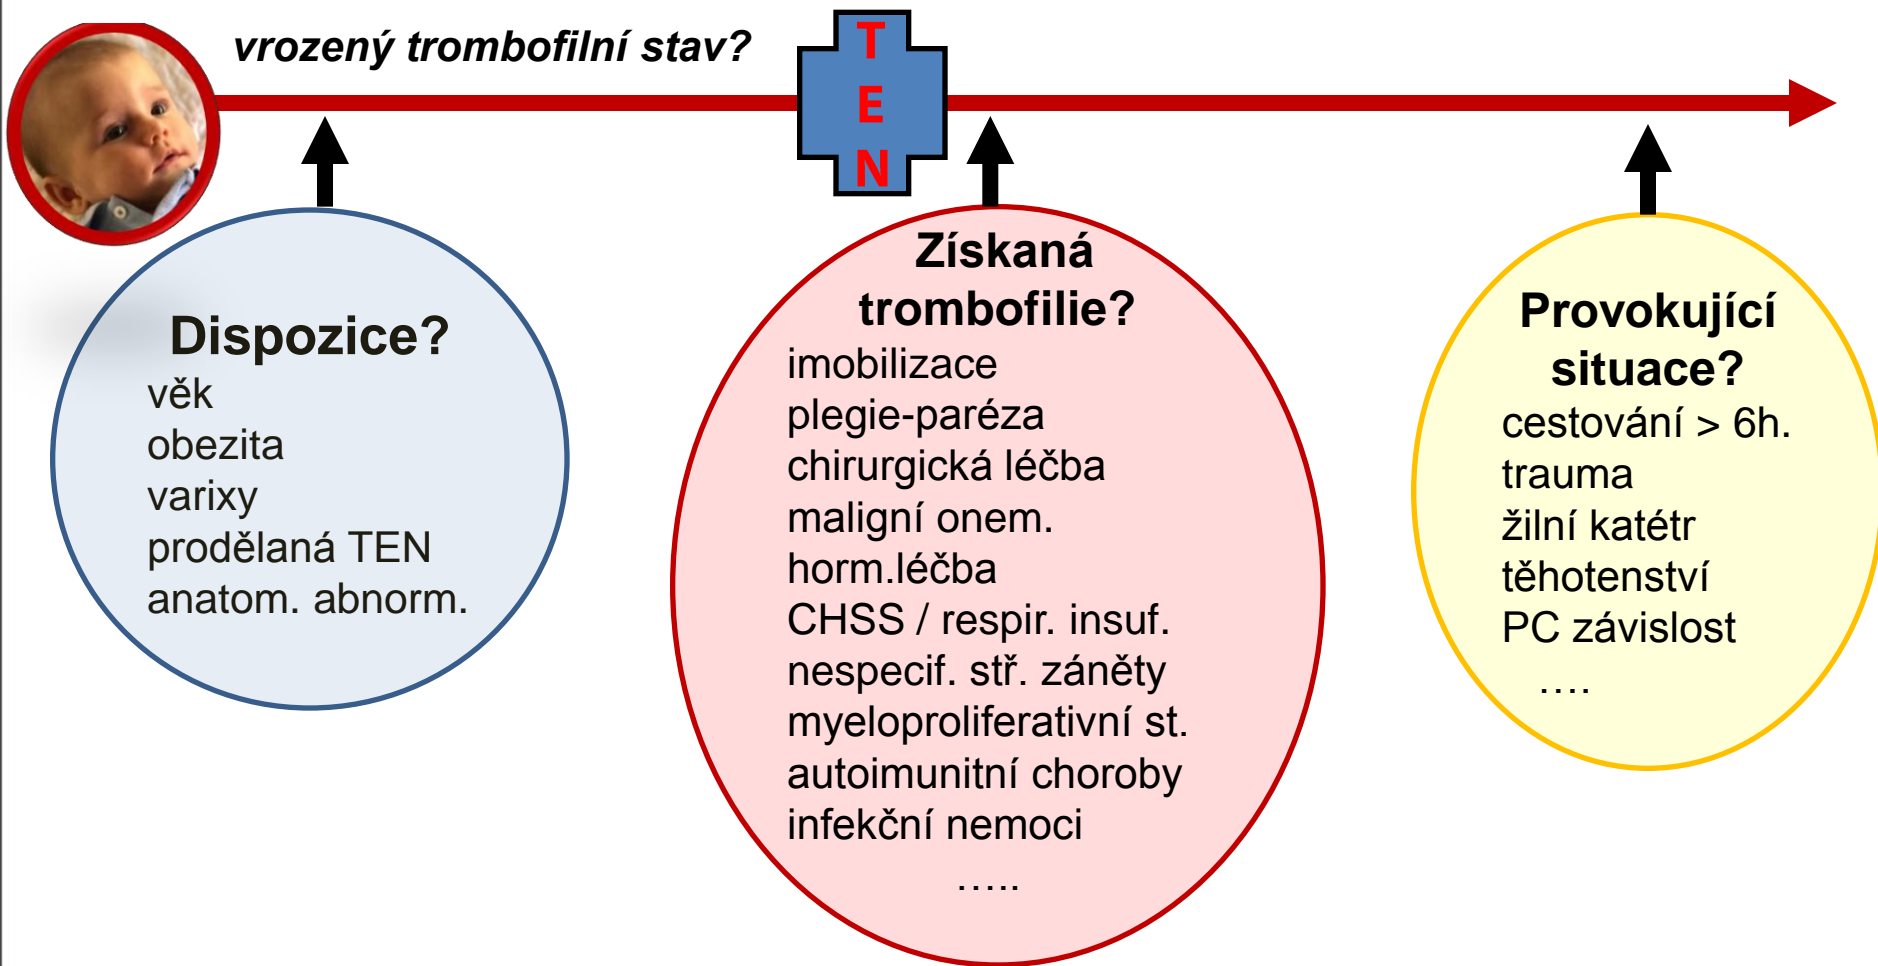 vrozený trombofilní stav?
T
E
N
Dispozice?
věk
obezita
varixy
prodělaná TEN
anatom. abnorm.
Získaná
trombofilie?
imobilizace
plegie-paréza
chirurgická léčba
maligní onem.
horm.léčba
CHSS / respir. insuf.
nespecif. stř. záněty
myeloproliferativní st.
autoimunitní choroby
infekční nemoci
…..
Provokující
situace?
cestování > 6h.
trauma
žilní katétr
těhotenství
PC závislost
….